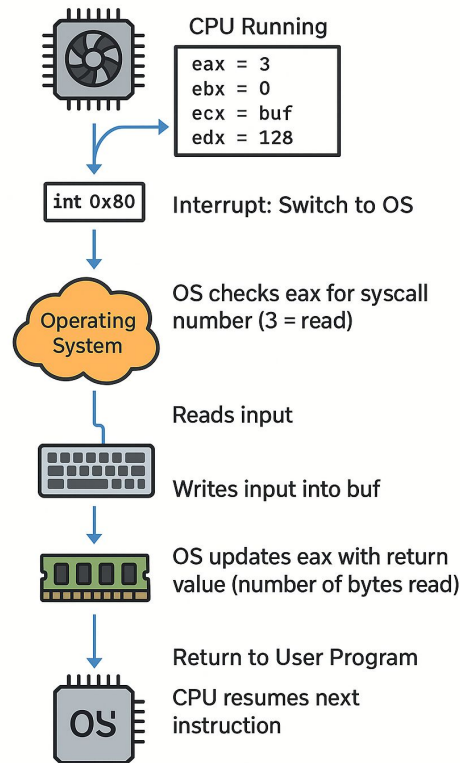 CPU Running
eax = 3
ebx = 0
ecx = buf
edx = 128
int 0x80
Interrupt: Switch to OS
Operating
System
OS checks eax for syscall
number (3 = read)
Reads input
Writes input into buf
OS updates eax with return
value (number of bytes read)
Return to User Program
OS
CPU resumes next
instruction